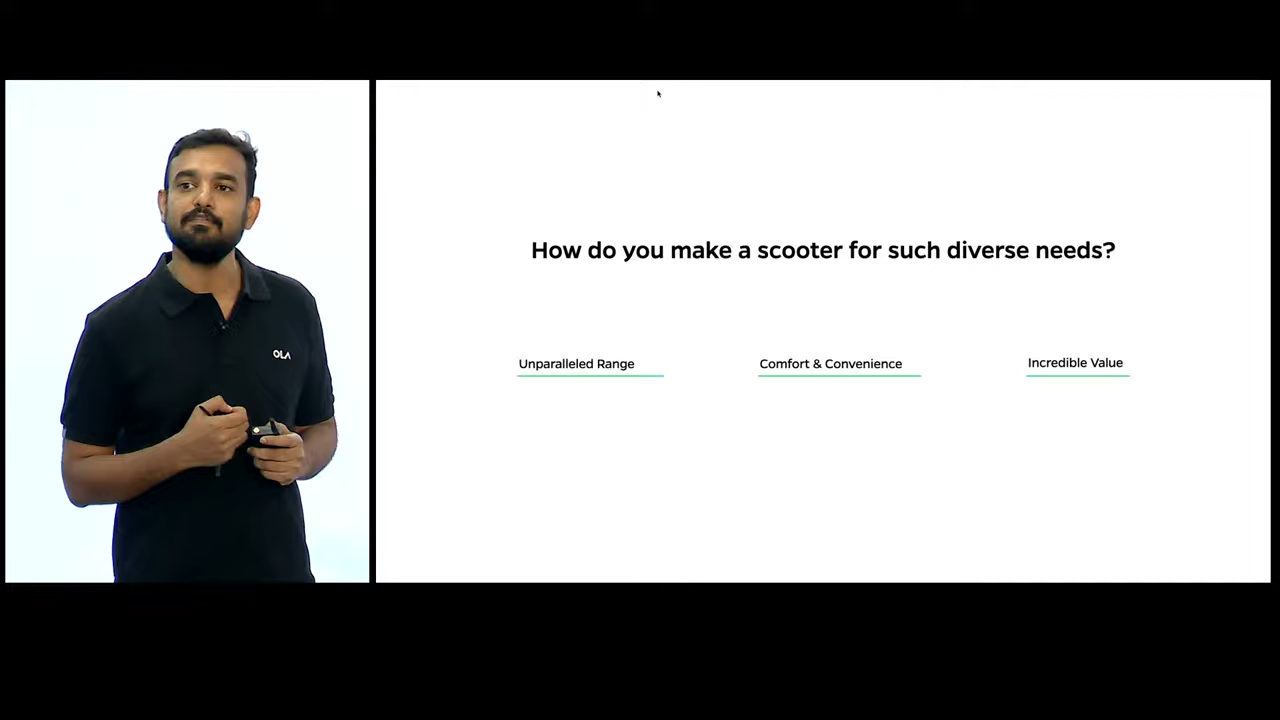 OLA
How do you make a scooter for such diverse needs?
Unparalleled Range
Comfort & Convenience
Incredible Value